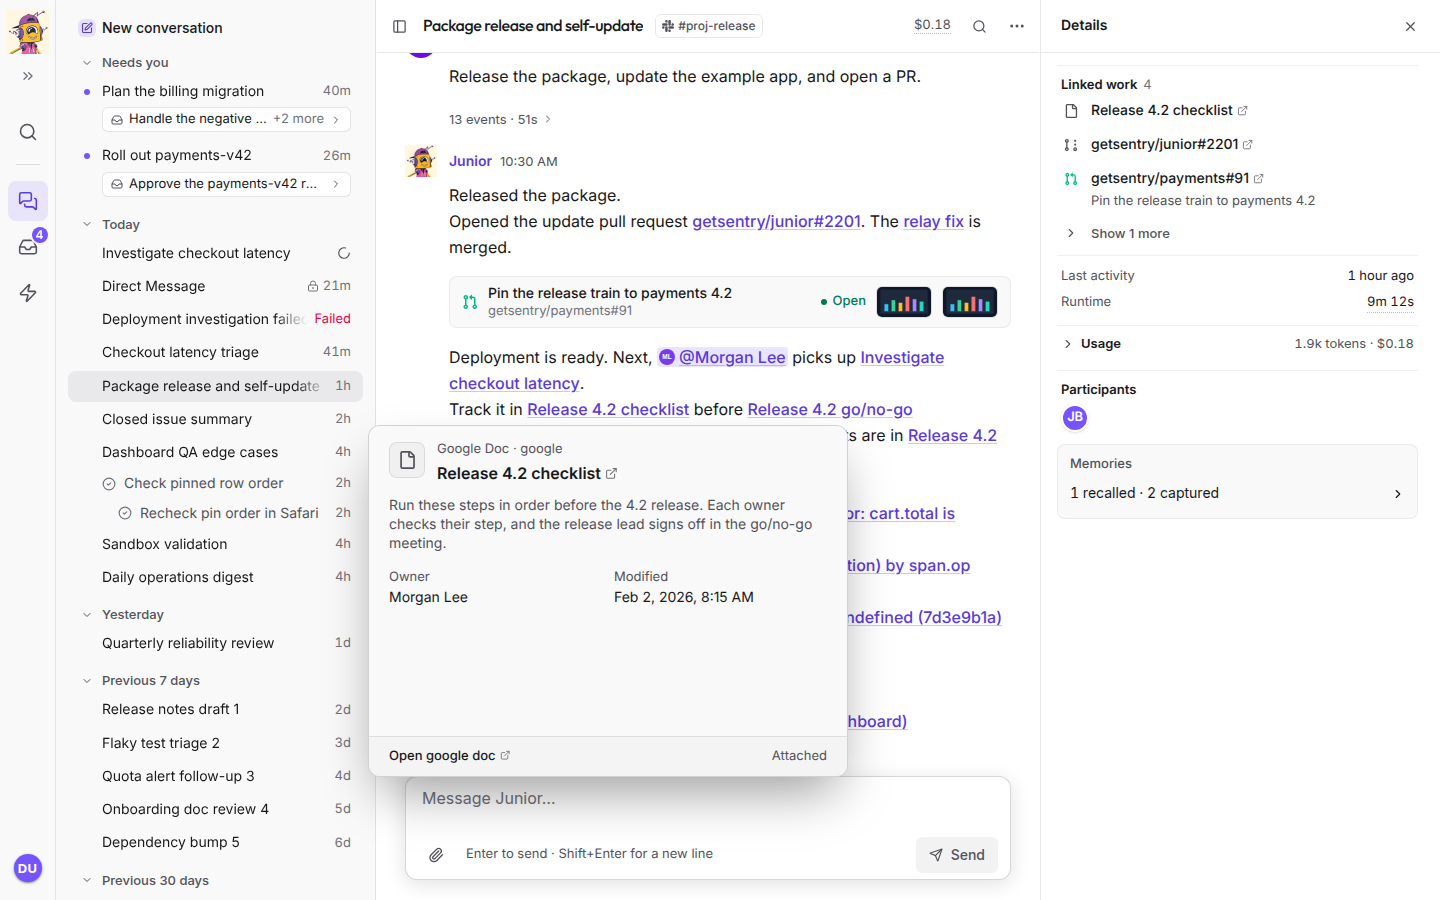 New conversation
Needs you
Plan the billing migration 40m
Handle the negative ... +2 more
Roll out payments-v42 26m
Approve the payments-v42 r...
Today
Investigate checkout latency
Direct Message 21m
Deployment investigation failed Failed
Checkout latency triage 41m
Package release and self-update 1h
Closed issue summary 2h
Dashboard QA edge cases 2h
Check pinned row order 2h
Recheck pin order in Safari 2h
Sandbox validation 4h
Daily operations digest 4h
Yesterday
Quarterly reliability review 1d
Previous 7 days
Release notes draft 1 2d
Flaky test triage 2 3d
Quota alert follow-up 3 4d
Onboarding doc review 4 5d
Dependency bump 5 6d
Previous 30 days
4
DU
Package release and self-update #proj-release $0.18
Release the package, update the example app, and open a PR.
13 events · 51s
Junior 10:30 AM
Released the package.
Opened the update pull request getsentry/junior#2201. The relay fix is
merged.
Pin the release train to payments 4.2
getsentry/payments#91
Open
Deployment is ready. Next, ML @Morgan Lee picks up Investigate
checkout latency.
Track it in Release 4.2 checklist before Release 4.2 go/no-go
s are in Release 4.2
or: cart.total is
tion) by span.op
ndefined (7d3e9b1a)
hboard)
Google Doc · google
Release 4.2 checklist
Run these steps in order before the 4.2 release. Each owner
checks their step, and the release lead signs off in the go/no-go
meeting.
Owner Modified
Morgan Lee Feb 2, 2026, 8:15 AM
Open google doc Attached
Message Junior...
Enter to send · Shift+Enter for a new line
Send
Details
Linked work 4
Release 4.2 checklist
getsentry/junior#2201
getsentry/payments#91
Pin the release train to payments 4.2
Show 1 more
Last activity 1 hour ago
Runtime 9m 12s
Usage 1.9k tokens · $0.18
Participants
JB
Memories
1 recalled · 2 captured